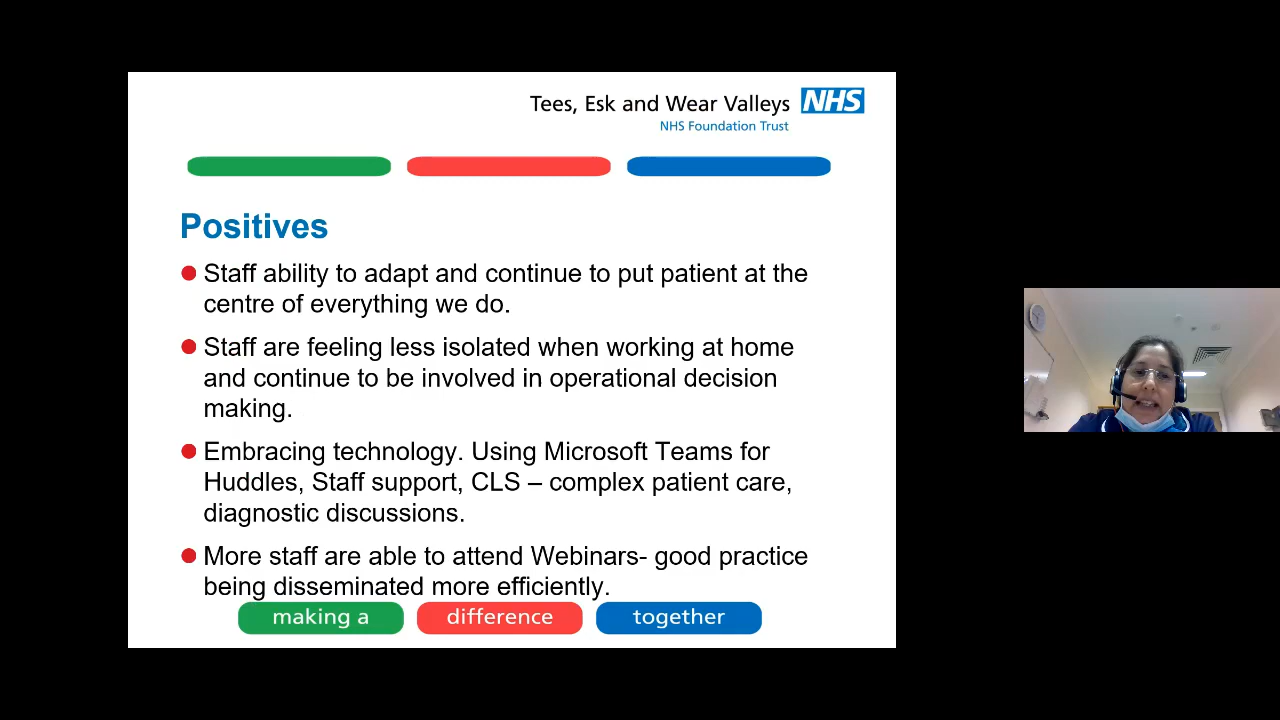 Tees, Esk and Wear Valleys NHS
NHS Foundation Trust
Positives
Staff ability to adapt and continue to put patient at the
centre of everything we do.
Staff are feeling less isolated when working at home
and continue to be involved in operational decision
making.
Embracing technology. Using Microsoft Teams for
Huddles, Staff support, CLS – complex patient care,
diagnostic discussions.
More staff are able to attend Webinars- good practice
being disseminated more efficiently.
making a difference together